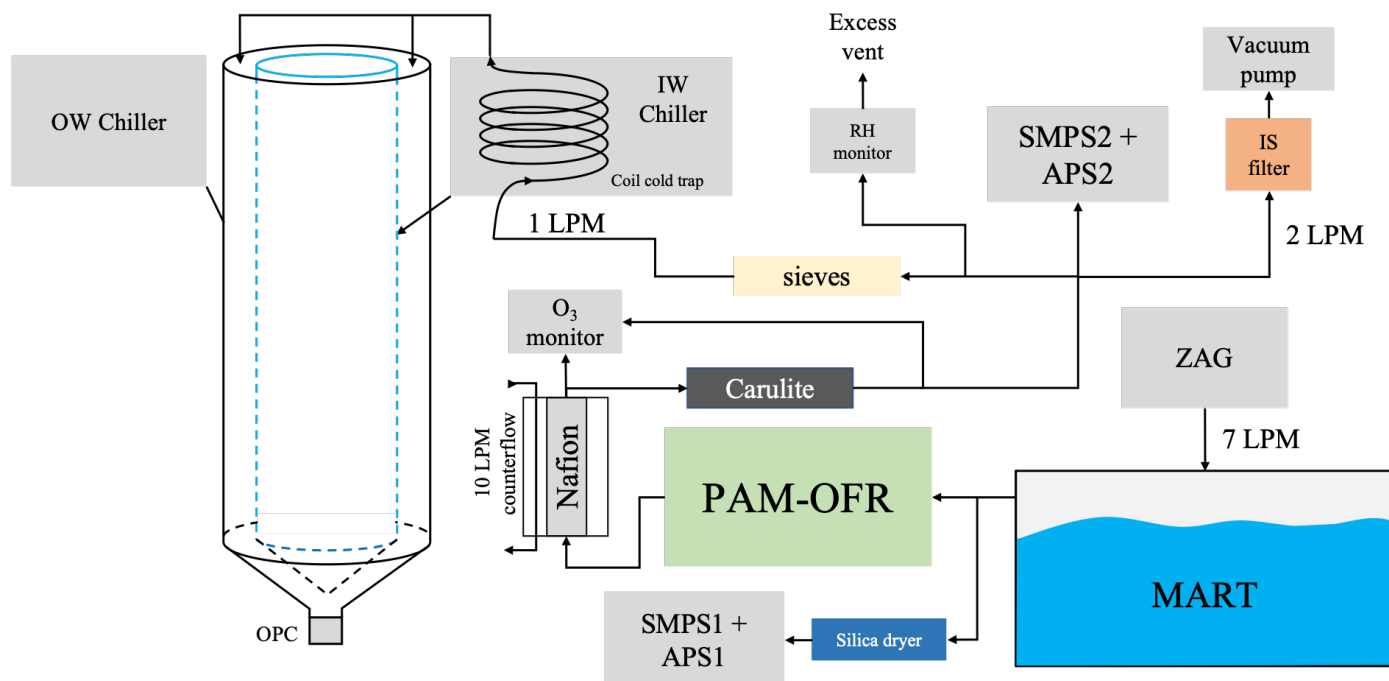 Excess
vent
Vacuum
pump
OW Chiller
IW
Chiller
Coil cold trap
RH
monitor
SMPS2 +
APS2
IS
filter
1 LPM
2 LPM
sieves
O₃
monitor
ZAG
Carulite
7 LPM
10 LPM
counterflow
Nafion
PAM-OFR
MART
OPC
SMPS1 +
APS1
Silica dryer